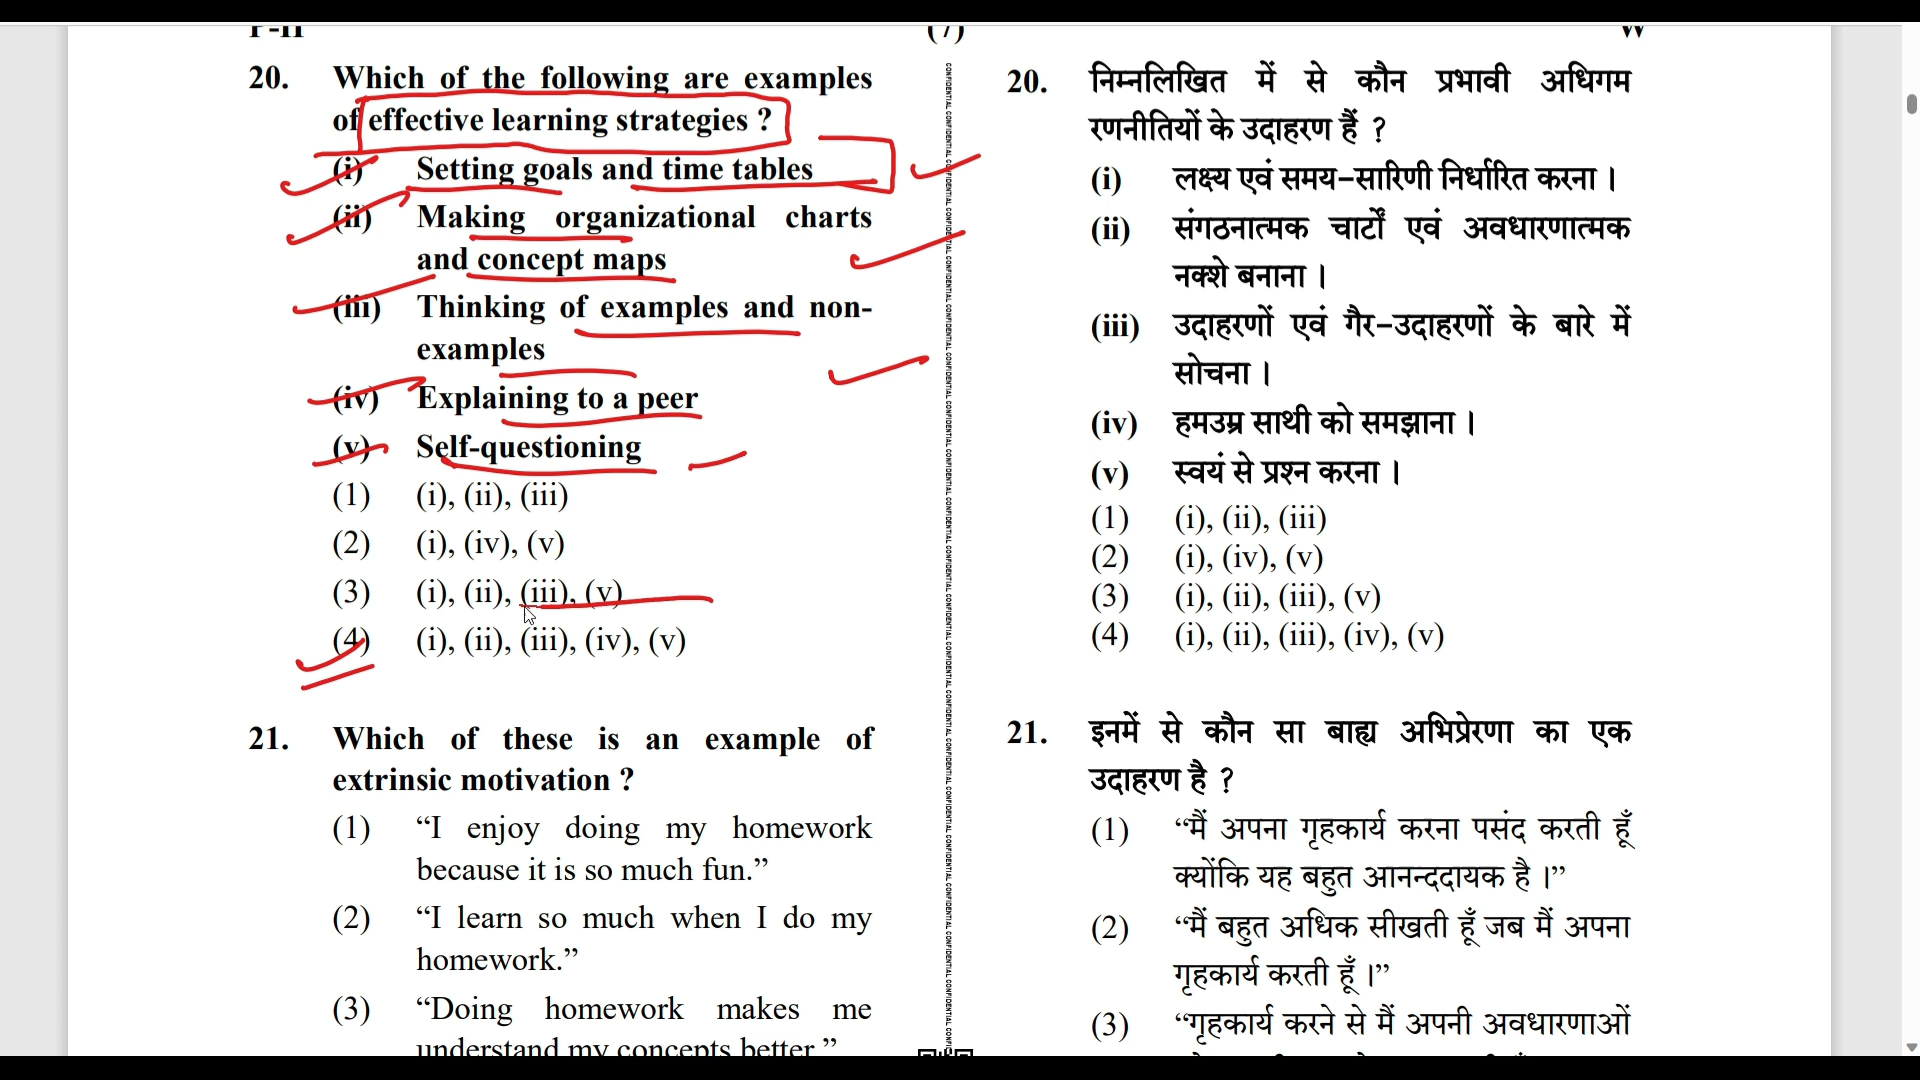 P-II
(7)
W
20. Which of the following are examples
of effective learning strategies ?
(i) Setting goals and time tables
(ii) Making organizational charts
and concept maps
(iii) Thinking of examples and non-
examples
(iv) Explaining to a peer
(v) Self-questioning
(1) (i), (ii), (iii)
(2) (i), (iv), (v)
(3) (i), (ii), (iii), (v)
(4) (i), (ii), (iii), (iv), (v)
21. Which of these is an example of
extrinsic motivation ?
(1) “I enjoy doing my homework
because it is so much fun.”
(2) “I learn so much when I do my
homework.”
(3) “Doing homework makes me
understand my concepts better.”
CONFIDENTIAL CONFIDENTIAL CONFIDENTIAL CONFIDENTIAL CONFIDENTIAL
20. निम्नलिखित में से कौन प्रभावी अधिगम
रणनीतियों के उदाहरण हैं ?
(i) लक्ष्य एवं समय-सारिणी निर्धारित करना ।
(ii) संगठनात्मक चार्टों एवं अवधारणात्मक
नक्शे बनाना ।
(iii) उदाहरणों एवं गैर-उदाहरणों के बारे में
सोचना ।
(iv) हमउम्र साथी को समझाना ।
(v) स्वयं से प्रश्न करना ।
(1) (i), (ii), (iii)
(2) (i), (iv), (v)
(3) (i), (ii), (iii), (v)
(4) (i), (ii), (iii), (iv), (v)
21. इनमें से कौन सा बाह्य अभिप्रेरणा का एक
उदाहरण है ?
(1) “मैं अपना गृहकार्य करना पसंद करती हूँ
क्योंकि यह बहुत आनन्ददायक है ।”
(2) “मैं बहुत अधिक सीखती हूँ जब मैं अपना
गृहकार्य करती हूँ ।”
(3) “गृहकार्य करने से मैं अपनी अवधारणाओं